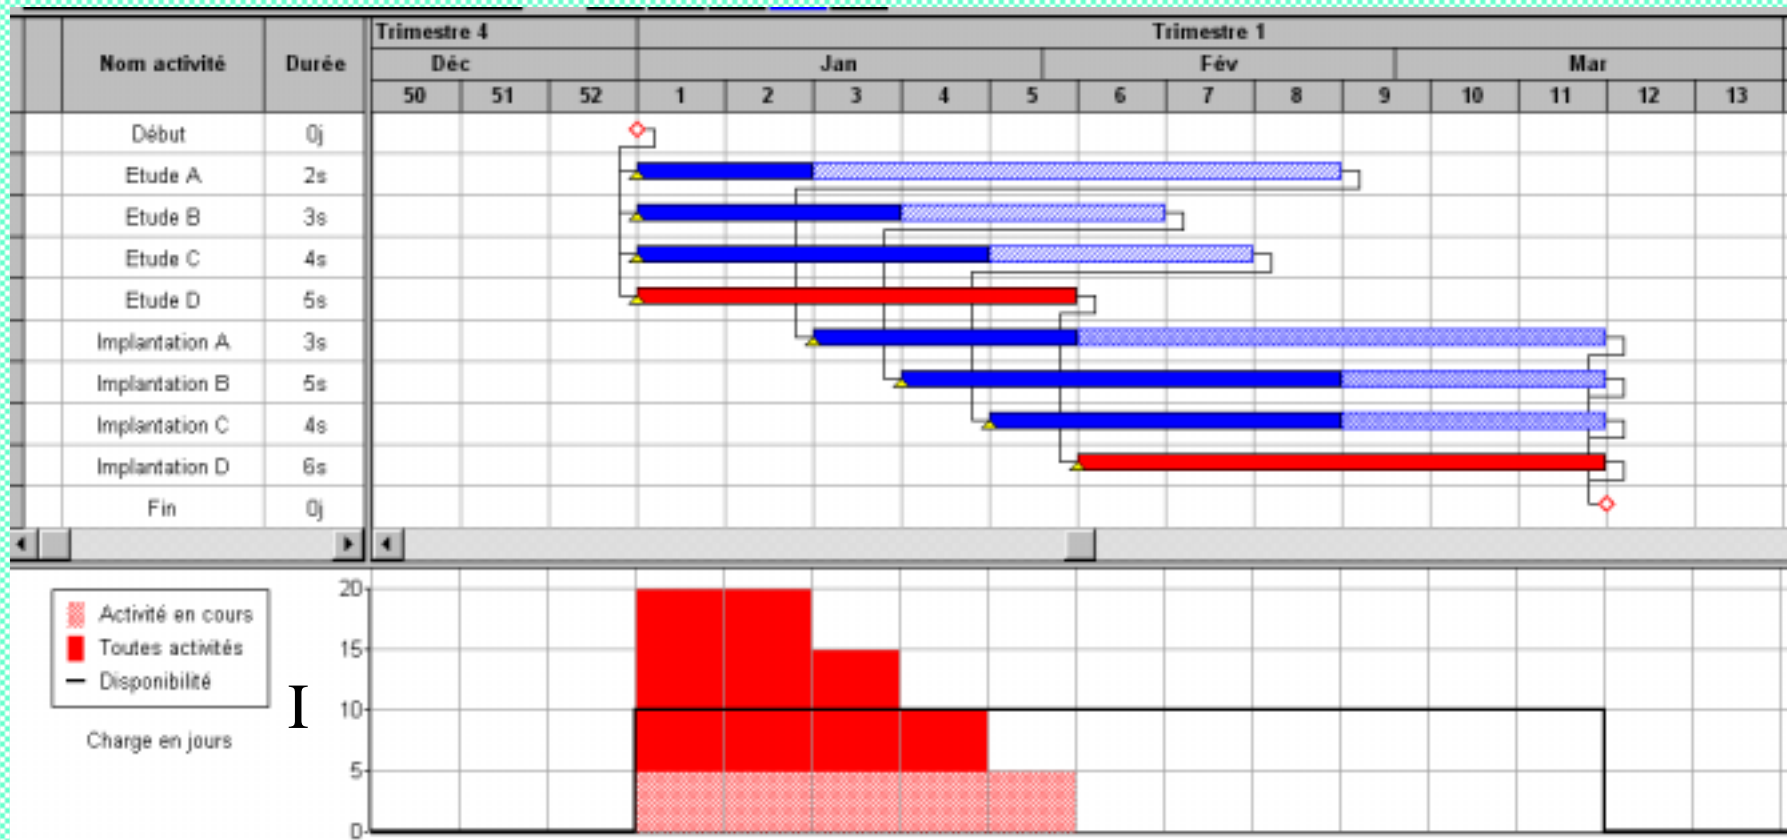 Trimestre 4 Trimestre 1
Nom activité Durée Déc Jan Fév Mar
50 51 52 1 2 3 4 5 6 7 8 9 10 11 12 13
Début 0j
Etude A 2s
Etude B 3s
Etude C 4s
Etude D 5s
Implantation A 3s
Implantation B 5s
Implantation C 4s
Implantation D 6s
Fin 0j
20
Activité en cours
Toutes activités
15
Disponibilité
I
10
Charge en jours
5
0